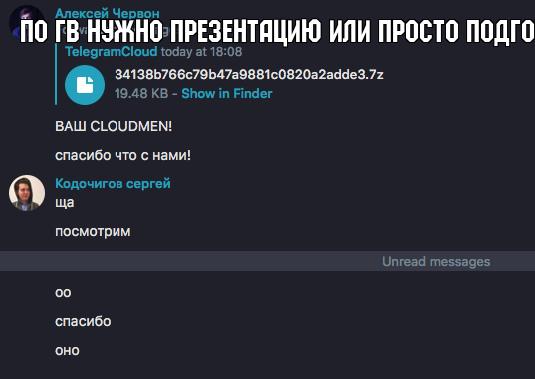 Алексей Червон
ПО ГВ НУЖНО ПРЕЗЕНТАЦИЮ ИЛИ ПРОСТО ПОДГО
TelegramCloud today at 18:08
34138b766c79b47a9881c0820a2adde3.7z
19.48 KB - Show in Finder
ВАШ CLOUDMEN!
спасибо что с нами!
Кодочигов сергей
ща
посмотрим
Unread messages
оо
спасибо
оно